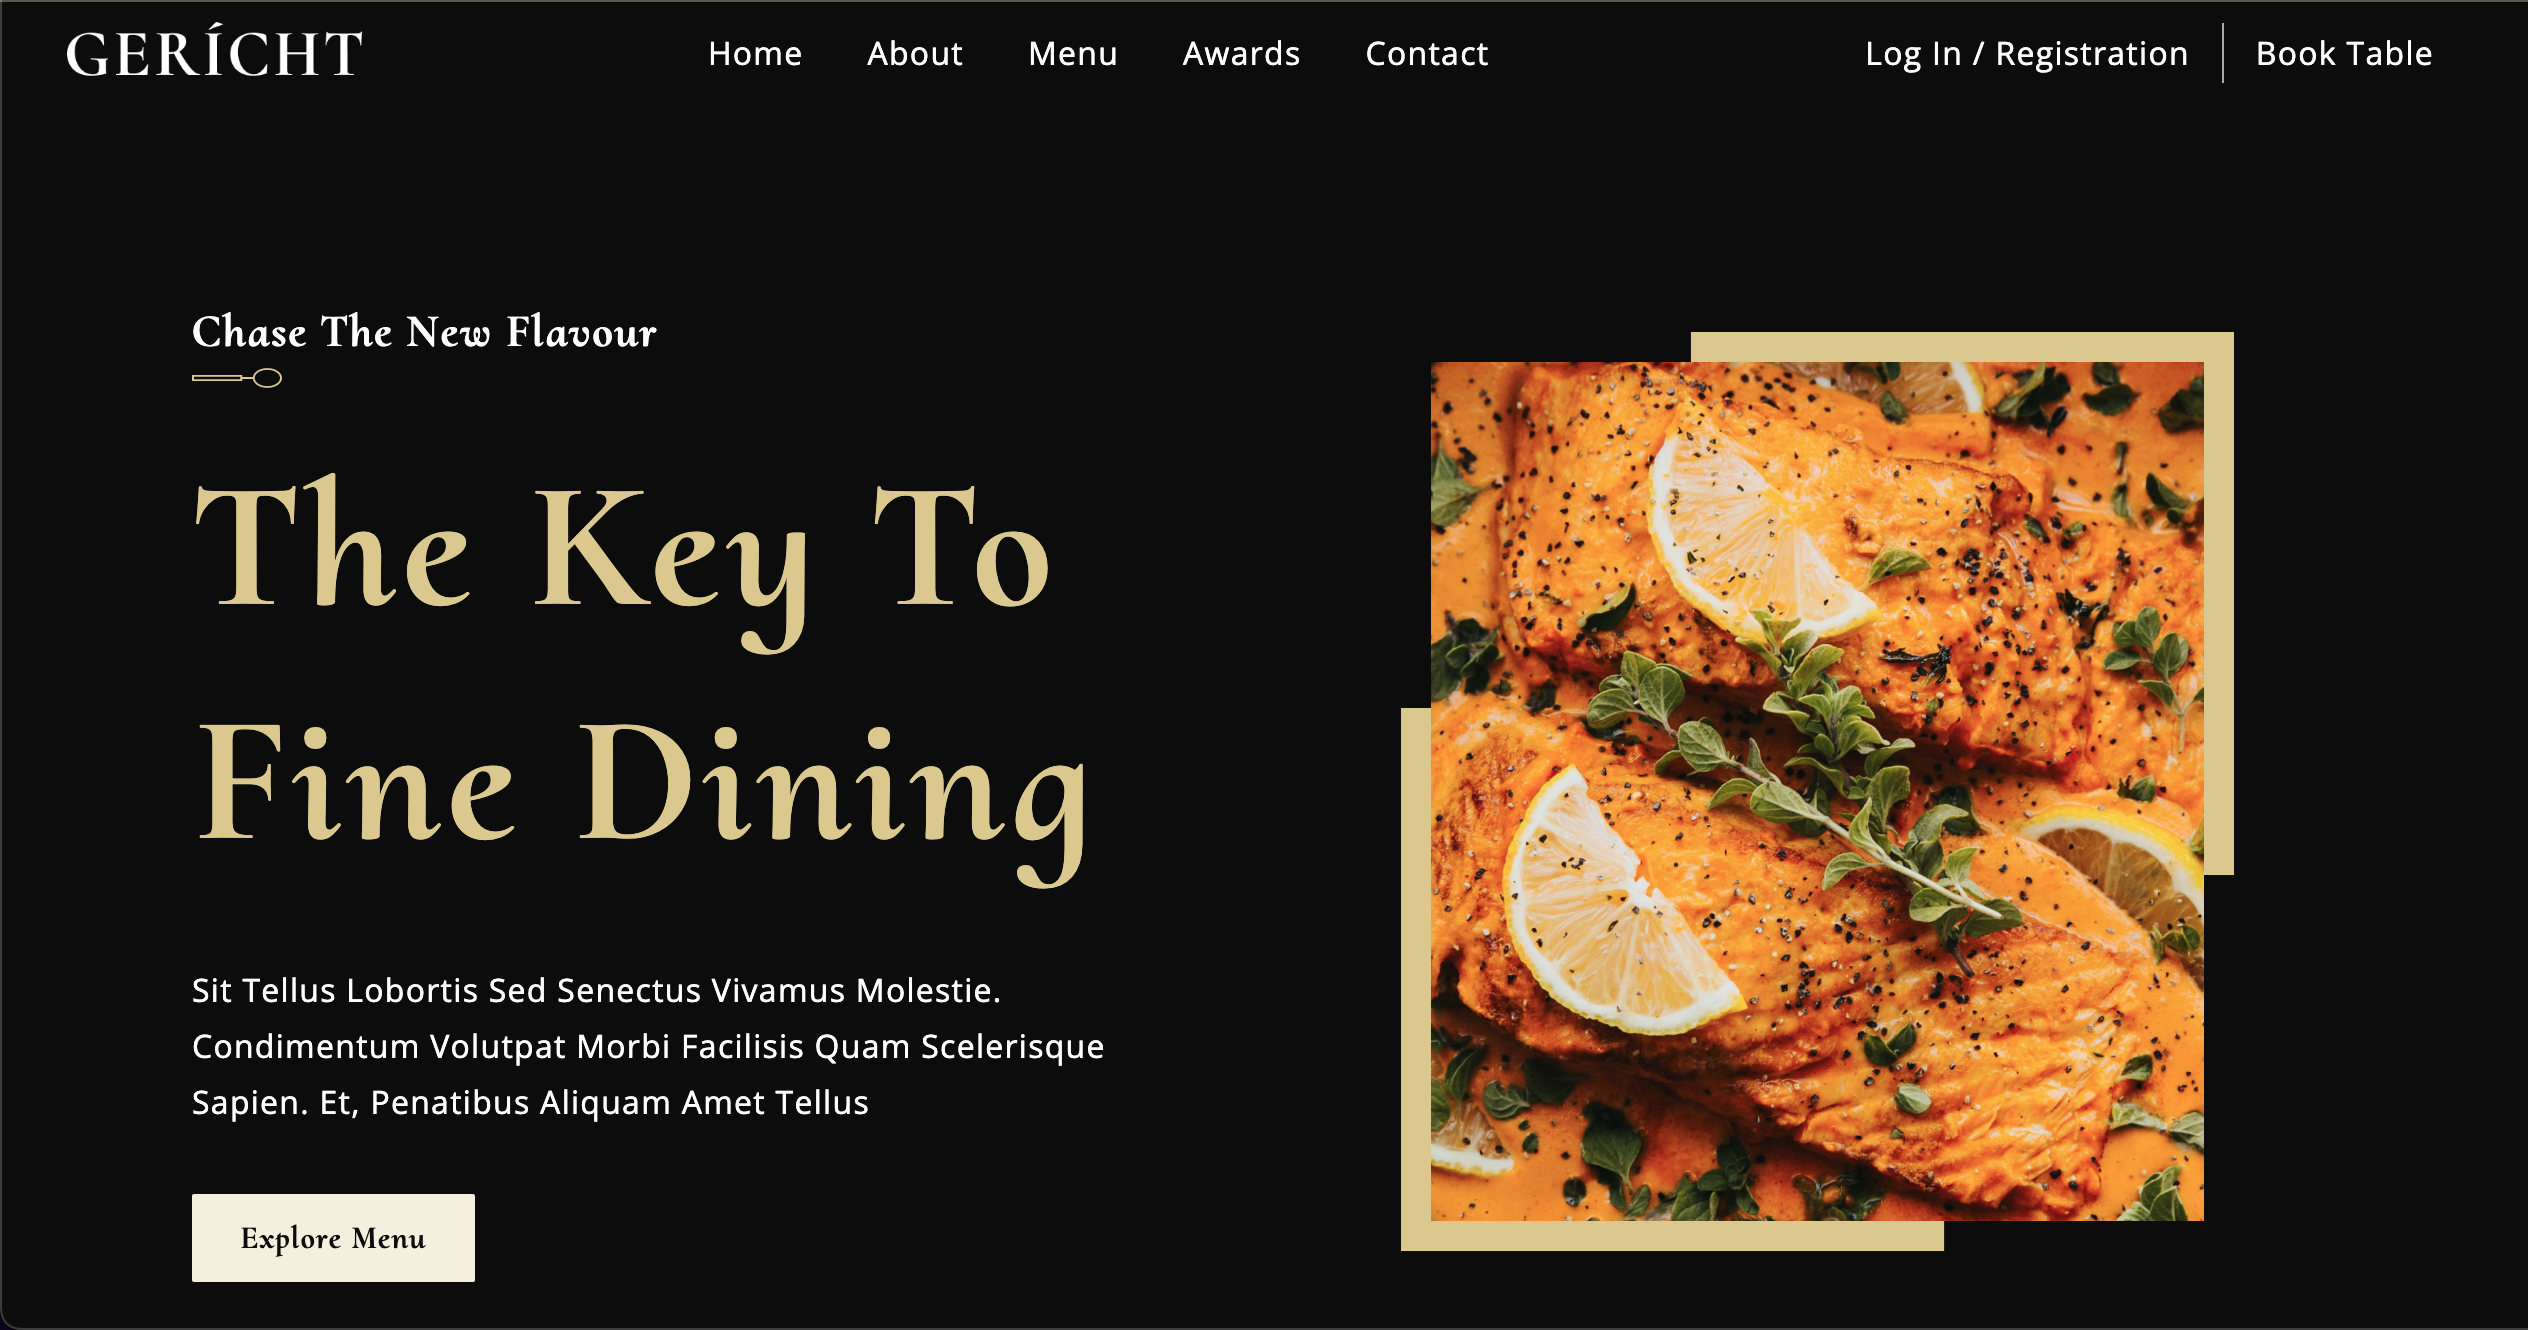 GERÍCHT
Home About Menu Awards Contact
Log In / Registration Book Table
Chase The New Flavour
The Key To
Fine Dining
Sit Tellus Lobortis Sed Senectus Vivamus Molestie.
Condimentum Volutpat Morbi Facilisis Quam Scelerisque
Sapien. Et, Penatibus Aliquam Amet Tellus
Explore Menu